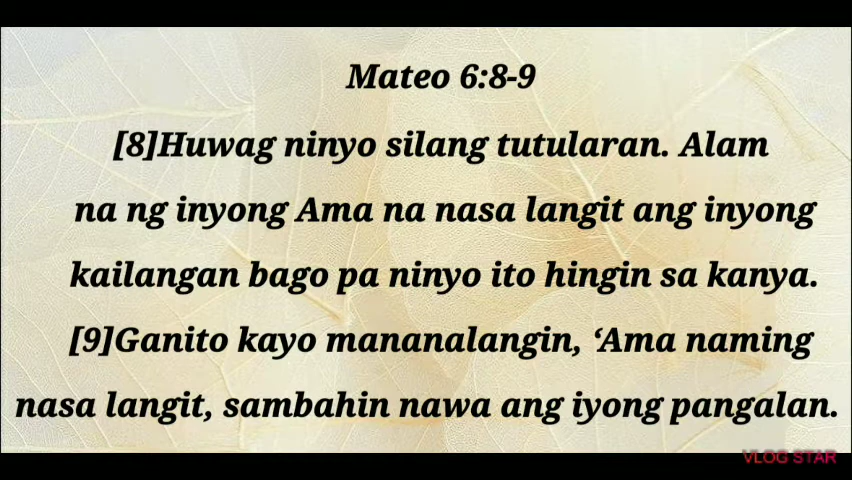 Mateo 6:8-9
[8]Huwag ninyo silang tutularan. Alam
na ng inyong Ama na nasa langit ang inyong
kailangan bago pa ninyo ito hingin sa kanya.
[9]Ganito kayo mananalangin, ‘Ama naming
nasa langit, sambahin nawa ang iyong pangalan.
VLOG STAR